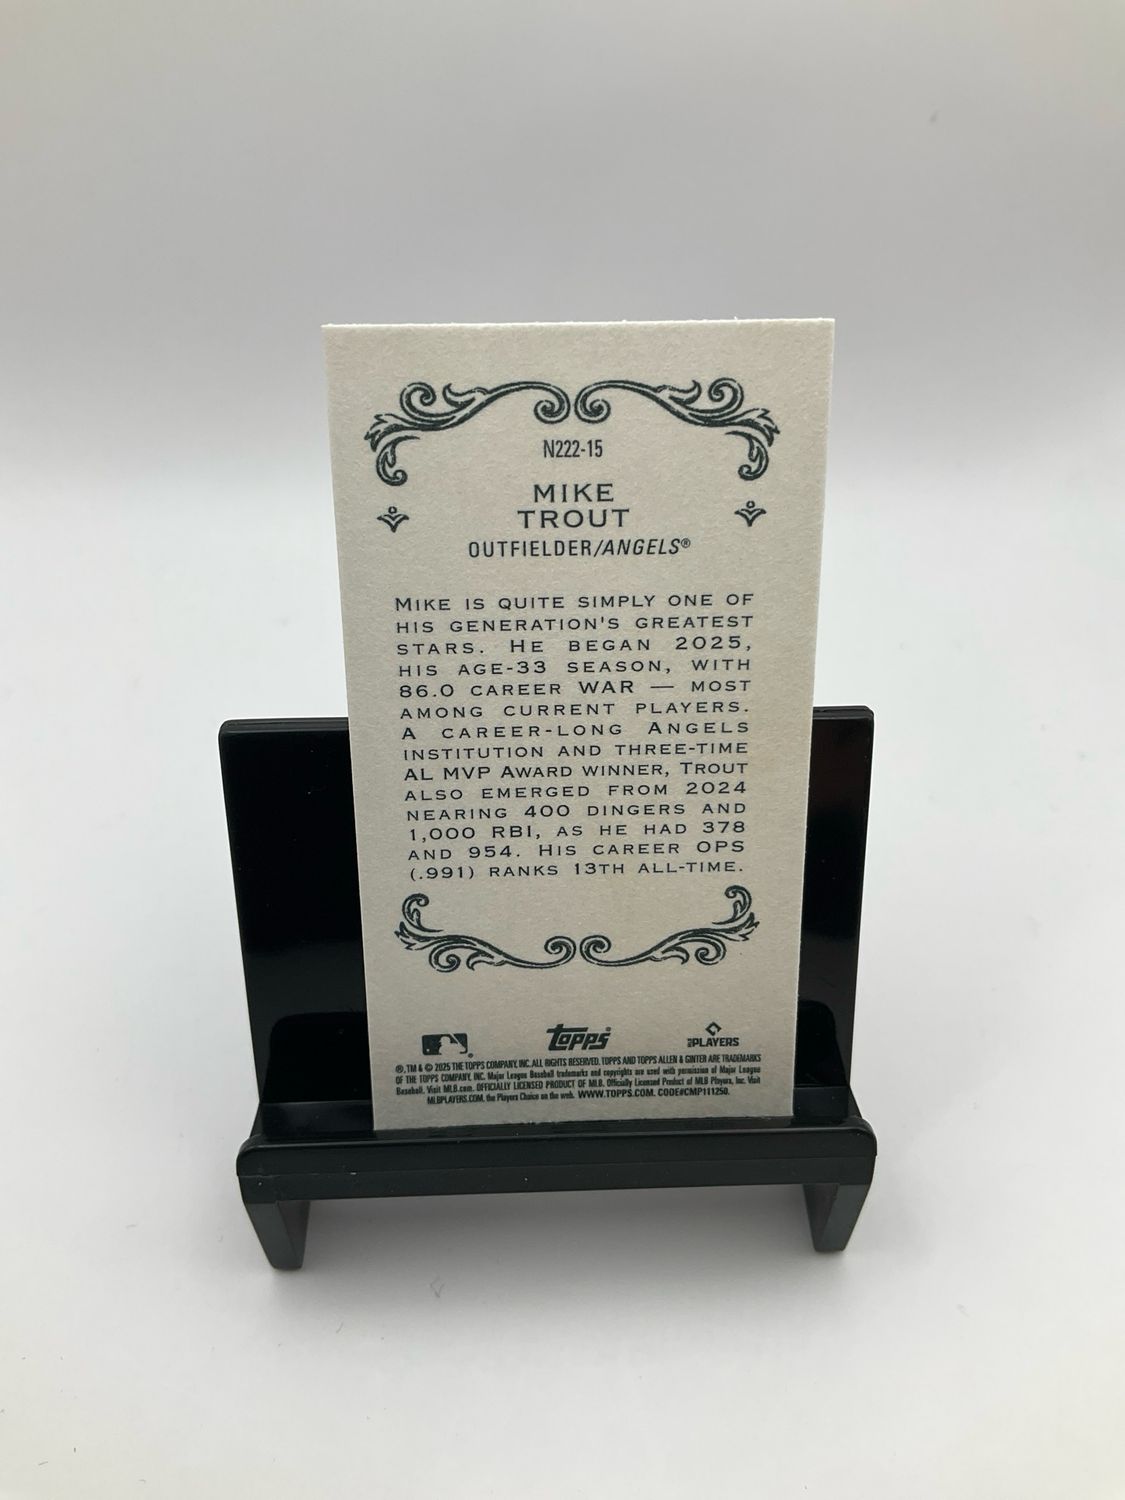 N222-15
MIKE
TROUT
OUTFIELDER/ANGELS®
MIKE IS QUITE SIMPLY ONE OF
HIS GENERATION'S GREATEST
STARS. HE BEGAN 2025,
HIS AGE-33 SEASON, WITH
86.0 CAREER WAR — MOST
AMONG CURRENT PLAYERS.
A CAREER-LONG ANGELS
INSTITUTION AND THREE-TIME
AL MVP AWARD WINNER, TROUT
ALSO EMERGED FROM 2024
NEARING 400 DINGERS AND
1,000 RBI, AS HE HAD 378
AND 954. HIS CAREER OPS
(.991) RANKS 13TH ALL-TIME.
topps® PLAYERS
®, TM & © 2025 THE TOPPS COMPANY, INC. ALL RIGHTS RESERVED. TOPPS AND TOPPS ALLEN & GINTER ARE TRADEMARKS
OF THE TOPPS COMPANY, INC. Major League Baseball trademarks and copyrights are used with permission of Major League
Baseball. Visit MLB.com. OFFICIALLY LICENSED PRODUCT OF MLB. Officially Licensed Product of MLB Players, Inc. Visit
MLBPLAYERS.COM, the Players Choice on the web. WWW.TOPPS.COM. CODE#CMP111250.